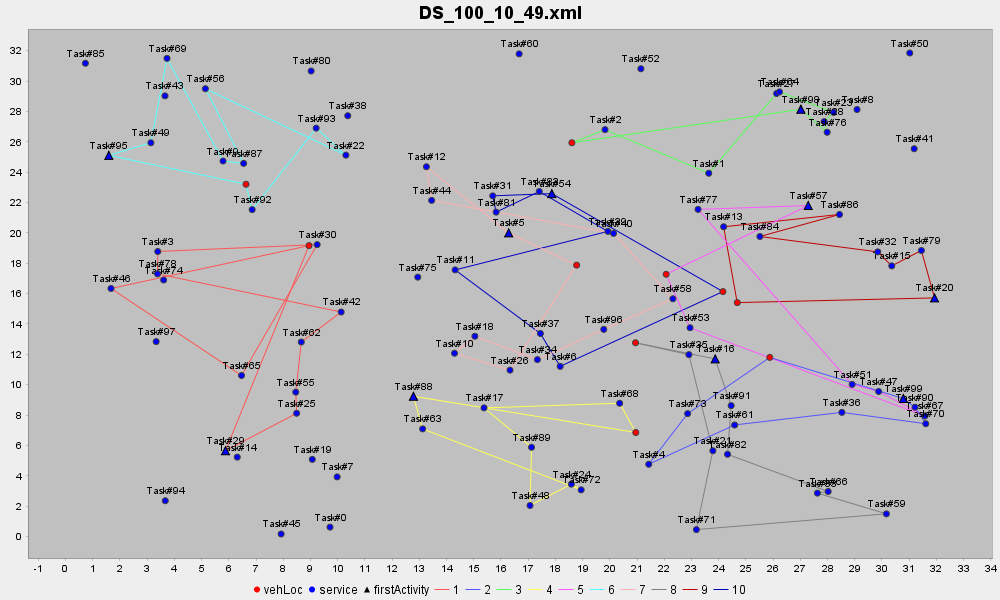 DS_100_10_49.xml
32
30
28
26
24
22
20
18
16
14
12
10
8
6
4
2
0
Task#85
Task#69
Task#80
Task#60
Task#52
Task#50
Task#43
Task#56
Task#38
Task#93
Task#49
Task#95
Task#9
Task#87
Task#22
Task#92
Task#98
Task#8
Task#76
Task#2
Task#1
Task#41
Task#12
Task#44
Task#31
Task#81
Task#54
Task#5
Task#40
Task#77
Task#57
Task#13
Task#86
Task#84
Task#32
Task#79
Task#15
Task#20
Task#3
Task#30
Task#78
Task#74
Task#46
Task#42
Task#11
Task#75
Task#58
Task#97
Task#62
Task#65
Task#18
Task#37
Task#96
Task#53
Task#10
Task#34
Task#6
Task#26
Task#35
Task#16
Task#55
Task#25
Task#88
Task#63
Task#17
Task#68
Task#73
Task#91
Task#61
Task#36
Task#51
Task#47
Task#99
Task#90
Task#67
Task#70
Task#29
Task#14
Task#19
Task#7
Task#89
Task#4
Task#21
Task#82
Task#94
Task#24
Task#72
Task#48
Task#66
Task#59
Task#45
Task#0
Task#71
-1 0 1 2 3 4 5 6 7 8 9 10 11 12 13 14 15 16 17 18 19 20 21 22 23 24 25 26 27 28 29 30 31 32 33 34
vehLoc service firstActivity 1 2 3 4 5 6 7 8 9 10